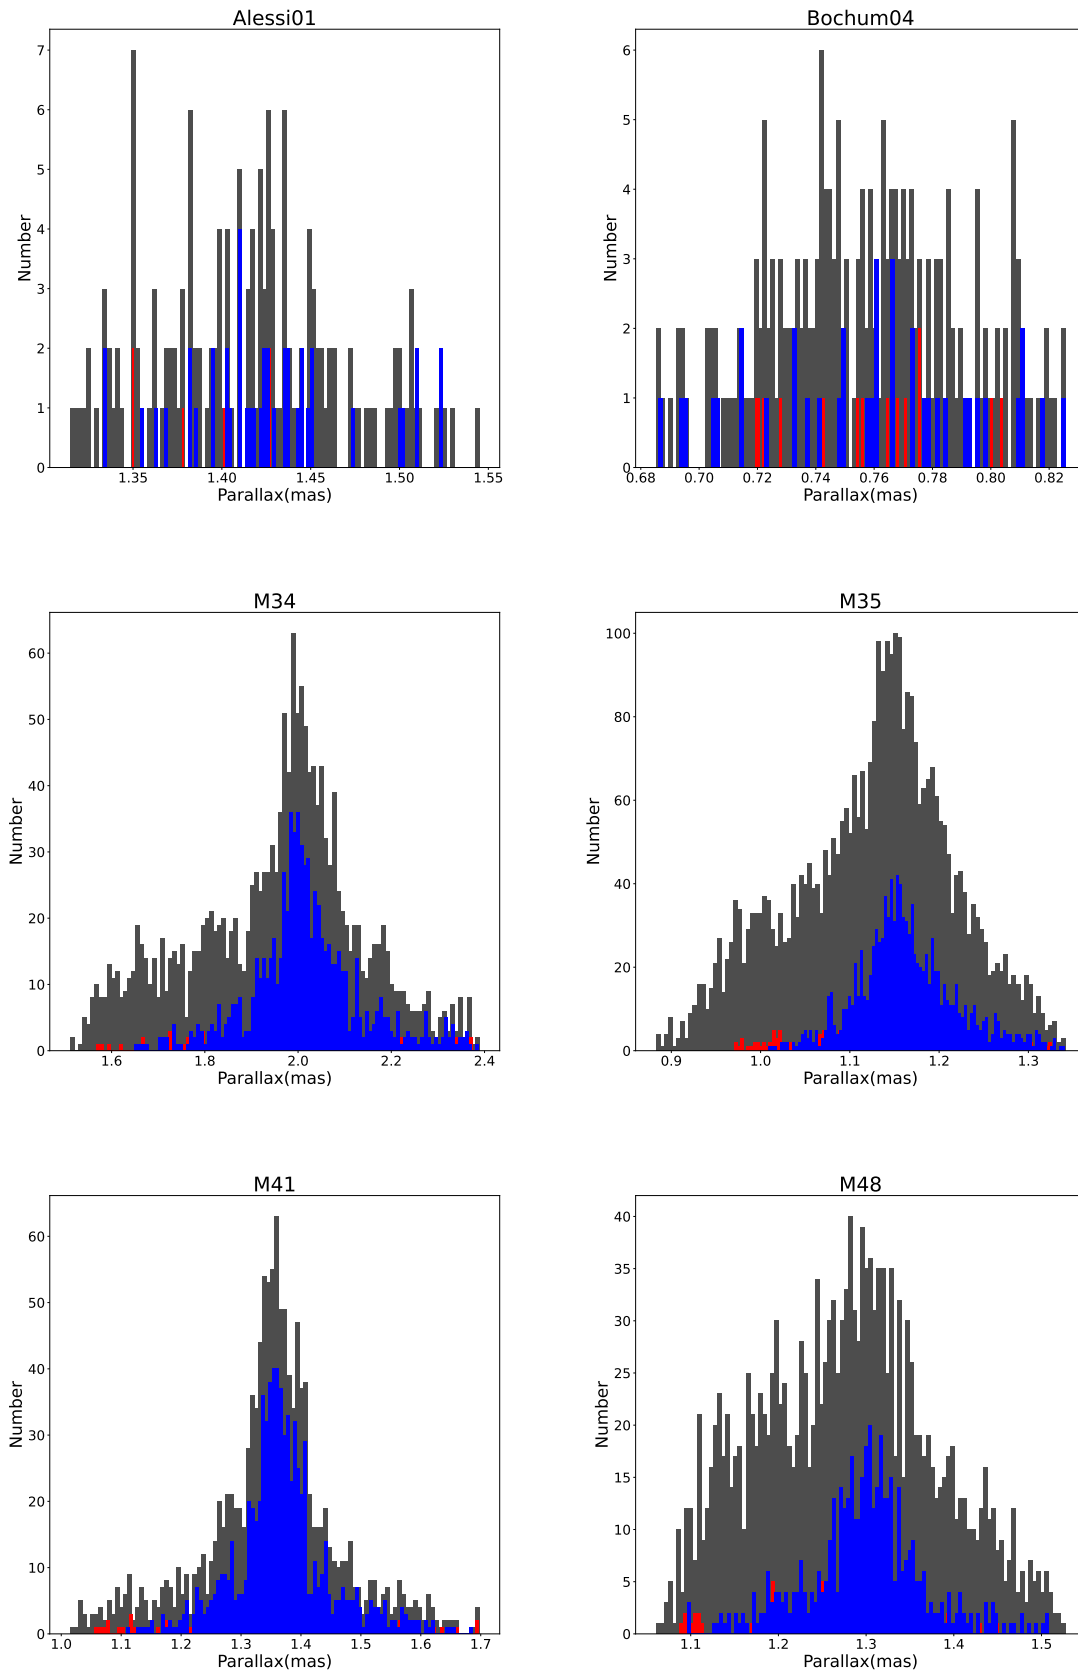 Alessi01
Number
7
6
5
4
3
2
1
0
1.35 1.40 1.45 1.50 1.55
Parallax(mas)
Bochum04
Number
6
5
4
3
2
1
0
0.68 0.70 0.72 0.74 0.76 0.78 0.80 0.82
Parallax(mas)
M34
Number
60
50
40
30
20
10
0
1.6 1.8 2.0 2.2 2.4
Parallax(mas)
M35
Number
100
80
60
40
20
0
0.9 1.0 1.1 1.2 1.3
Parallax(mas)
M41
Number
60
50
40
30
20
10
0
1.0 1.1 1.2 1.3 1.4 1.5 1.6 1.7
Parallax(mas)
M48
Number
40
35
30
25
20
15
10
5
0
1.1 1.2 1.3 1.4 1.5
Parallax(mas)